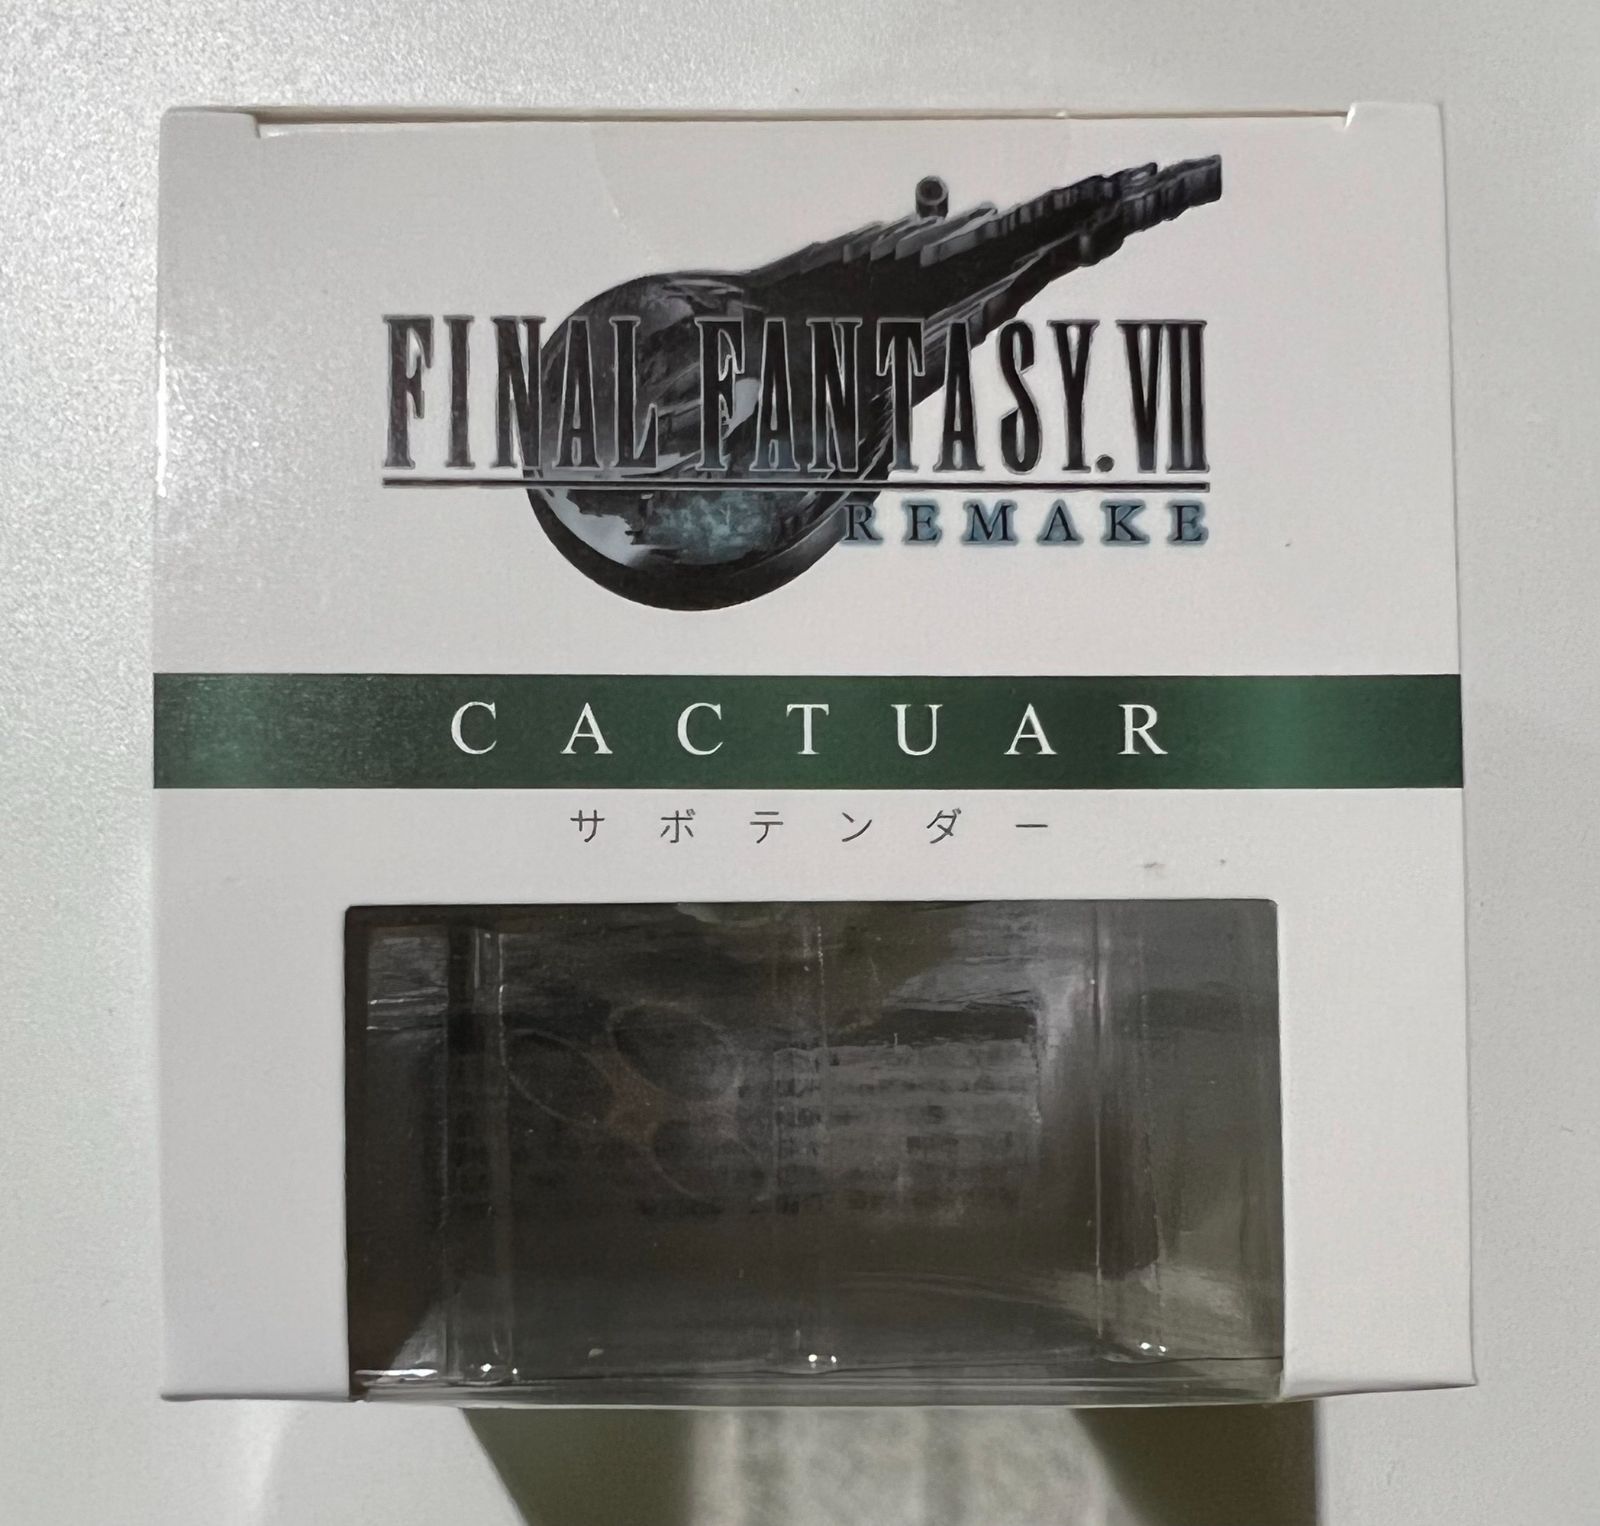 FINAL FANTASY.VII
REMAKE
CACTUAR
サボテンダー